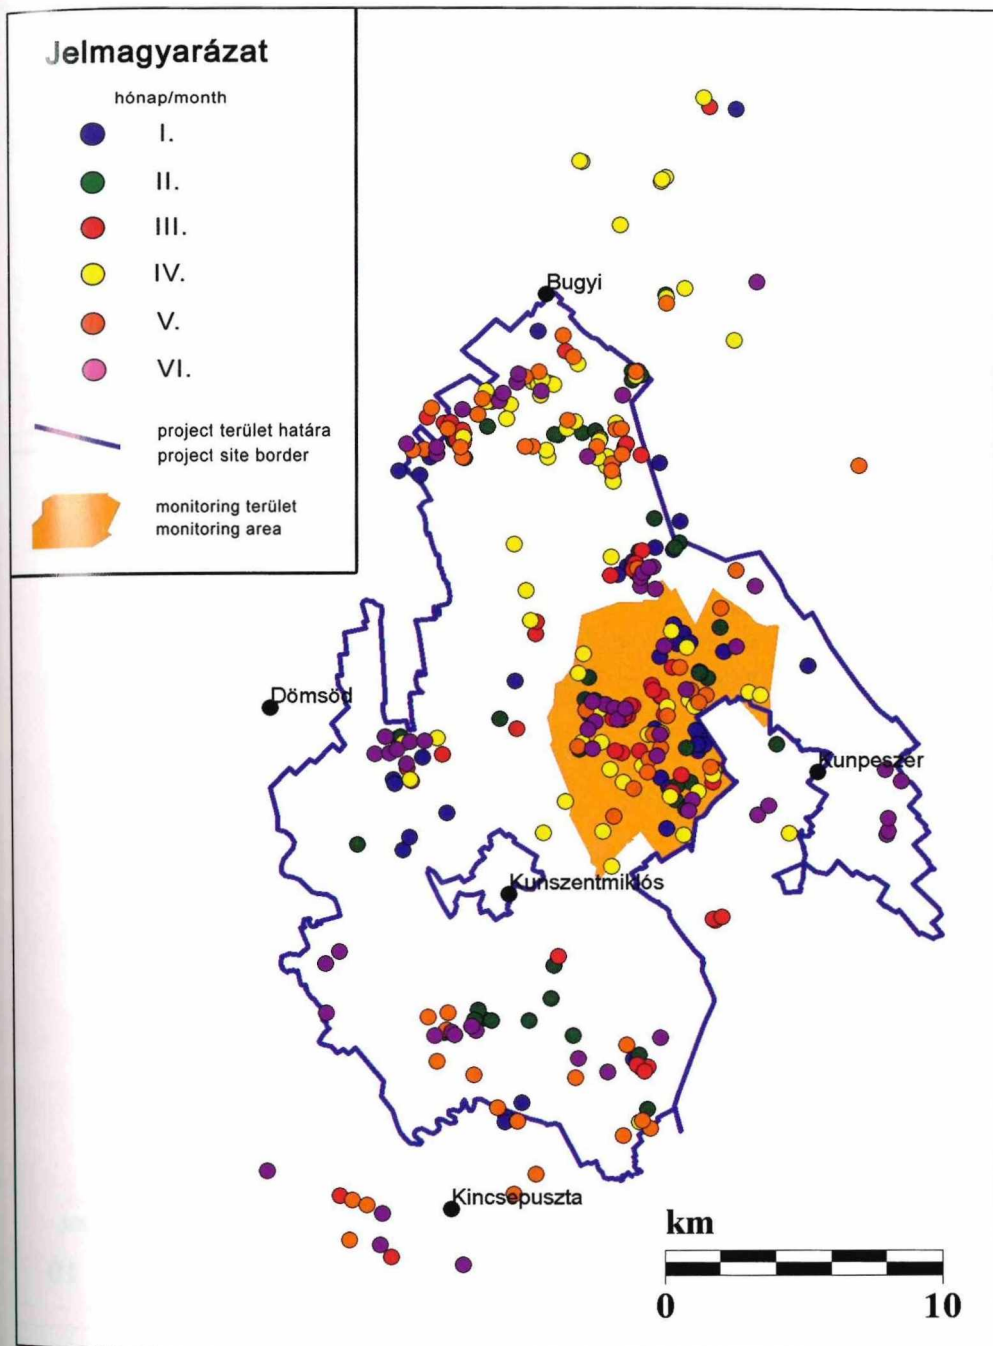 Jelmagyarázat
hónap/month
I.
II.
III.
IV.
V.
VI.
project terület határa
project site border
monitoring terület
monitoring area
Bugyi
Dömsöd
Kunpeszér
Kunszentmiklós
Kincsepuszta
km
0 10